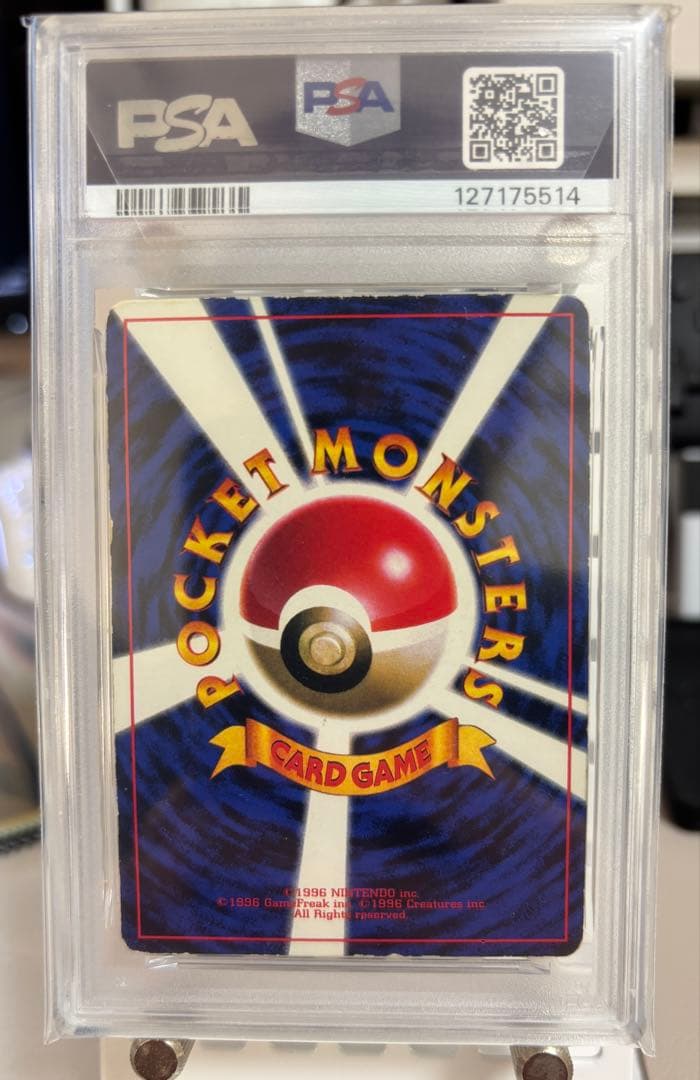 PSA
PSA
127175514
POCKET MONSTERS
CARD GAME
©1996 NINTENDO inc.
©1996 GameFreak inc. ©1996 Creatures inc.
All Rights reserved.